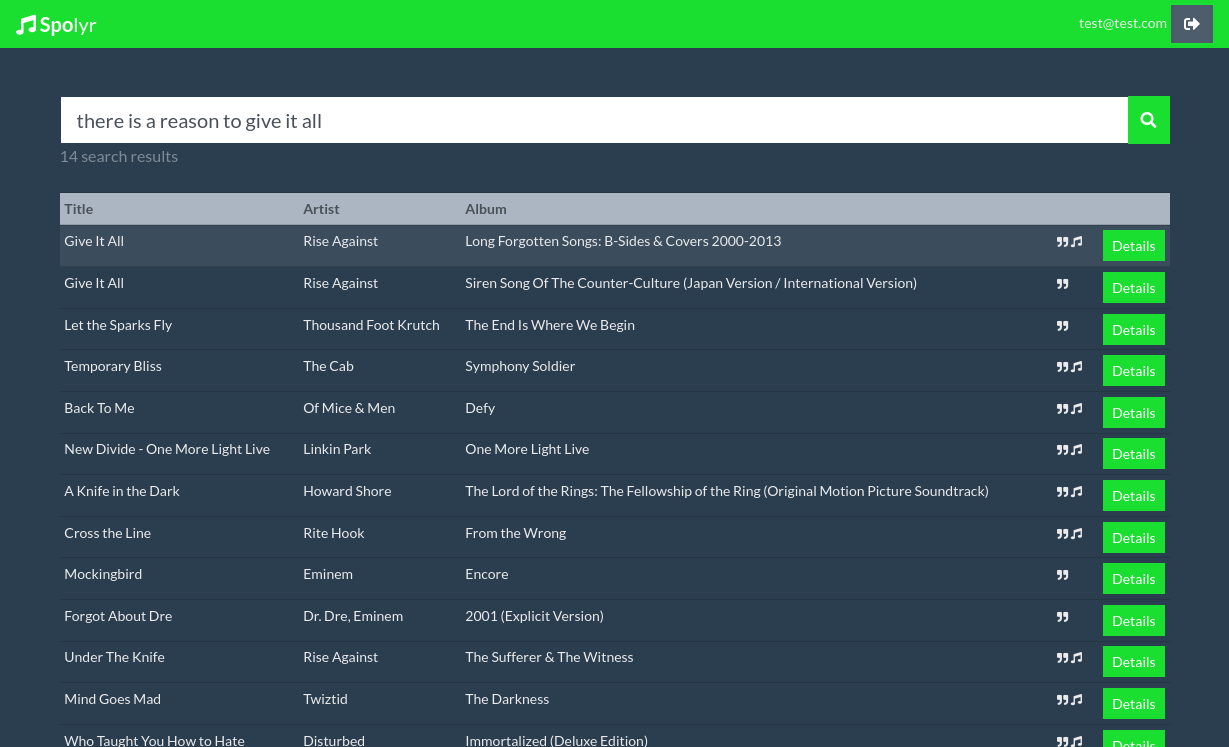 Spolyr test@test.com
there is a reason to give it all
14 search results
Title Artist Album
Give It All Rise Against Long Forgotten Songs: B-Sides & Covers 2000-2013 Details
Give It All Rise Against Siren Song Of The Counter-Culture (Japan Version / International Version) Details
Let the Sparks Fly Thousand Foot Krutch The End Is Where We Begin Details
Temporary Bliss The Cab Symphony Soldier Details
Back To Me Of Mice & Men Defy Details
New Divide - One More Light Live Linkin Park One More Light Live Details
A Knife in the Dark Howard Shore The Lord of the Rings: The Fellowship of the Ring (Original Motion Picture Soundtrack) Details
Cross the Line Rite Hook From the Wrong Details
Mockingbird Eminem Encore Details
Forgot About Dre Dr. Dre, Eminem 2001 (Explicit Version) Details
Under The Knife Rise Against The Sufferer & The Witness Details
Mind Goes Mad Twiztid The Darkness Details
Who Taught You How to Hate Disturbed Immortalized (Deluxe Edition) Details